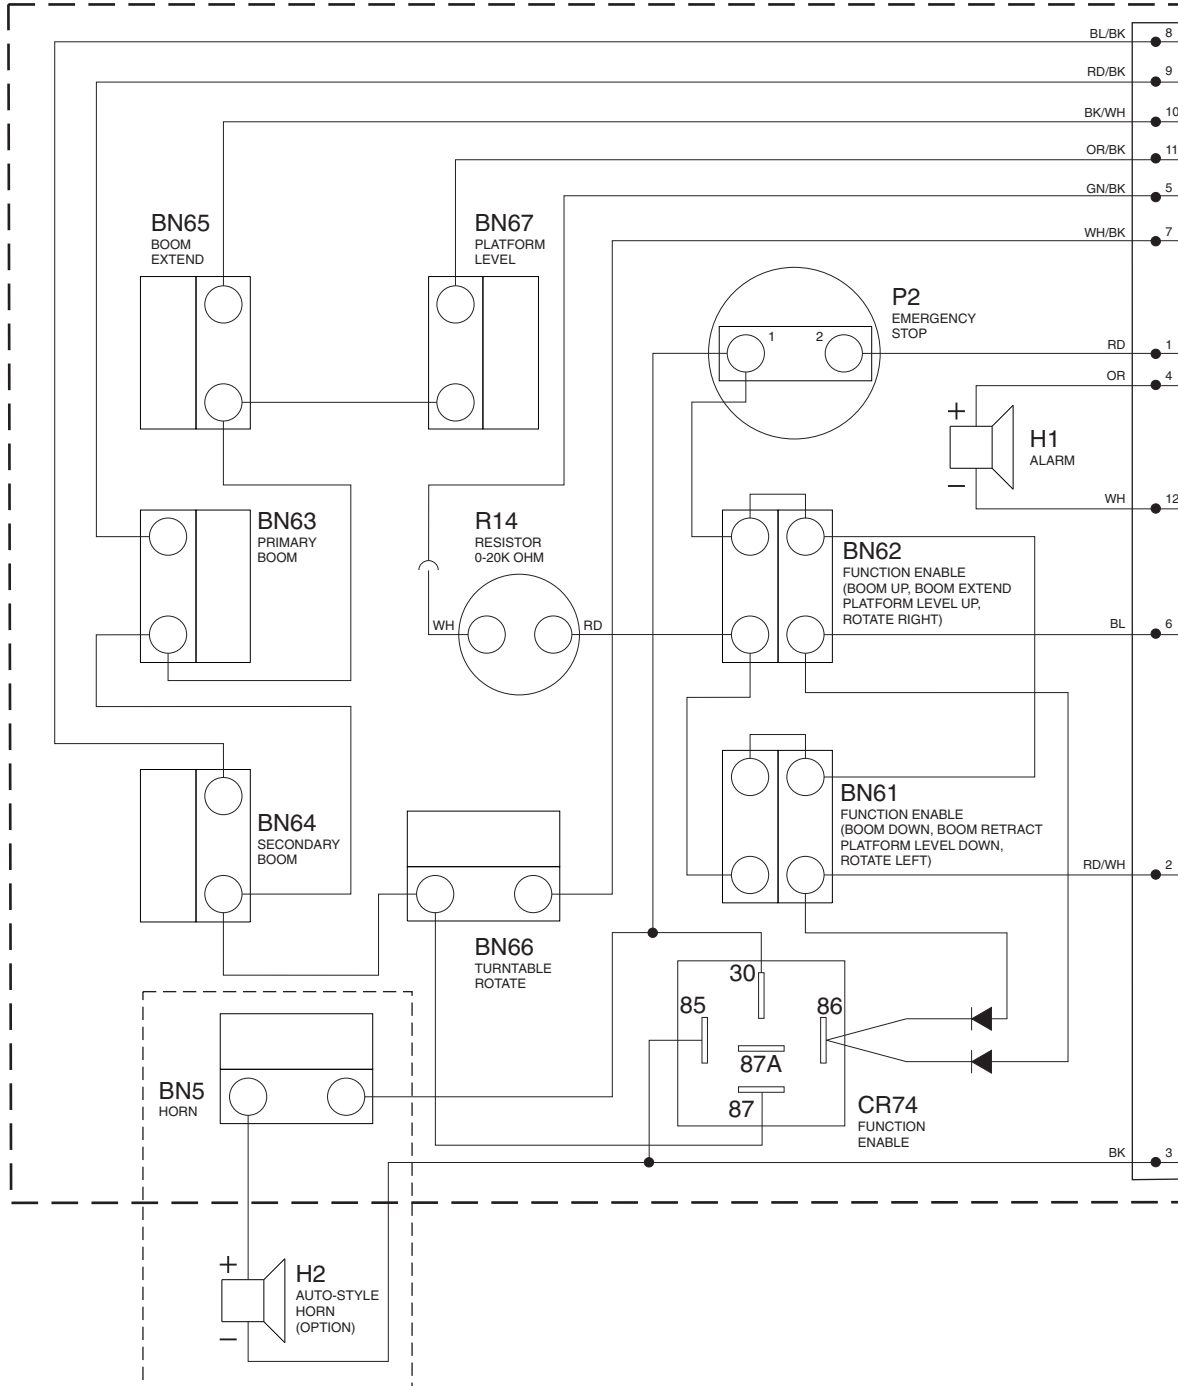 BL/BK 8
RD/BK 9
BK/WH 10
OR/BK 11
GN/BK 5
WH/BK 7
BN65
BOOM
EXTEND
BN67
PLATFORM
LEVEL
P2
EMERGENCY
STOP
1 2
RD 1
OR 4
+
H1
ALARM
−
WH 12
BN63
PRIMARY
BOOM
R14
RESISTOR
0-20K OHM
WH RD
BN62
FUNCTION ENABLE
(BOOM UP, BOOM EXTEND
PLATFORM LEVEL UP,
ROTATE RIGHT)
BL 6
BN64
SECONDARY
BOOM
BN61
FUNCTION ENABLE
(BOOM DOWN, BOOM RETRACT
PLATFORM LEVEL DOWN,
ROTATE LEFT)
RD/WH 2
BN66
TURNTABLE
ROTATE
30
85
86
87A
87
CR74
FUNCTION
ENABLE
BN5
HORN
BK 3
+
H2
AUTO-STYLE
HORN
(OPTION)
−